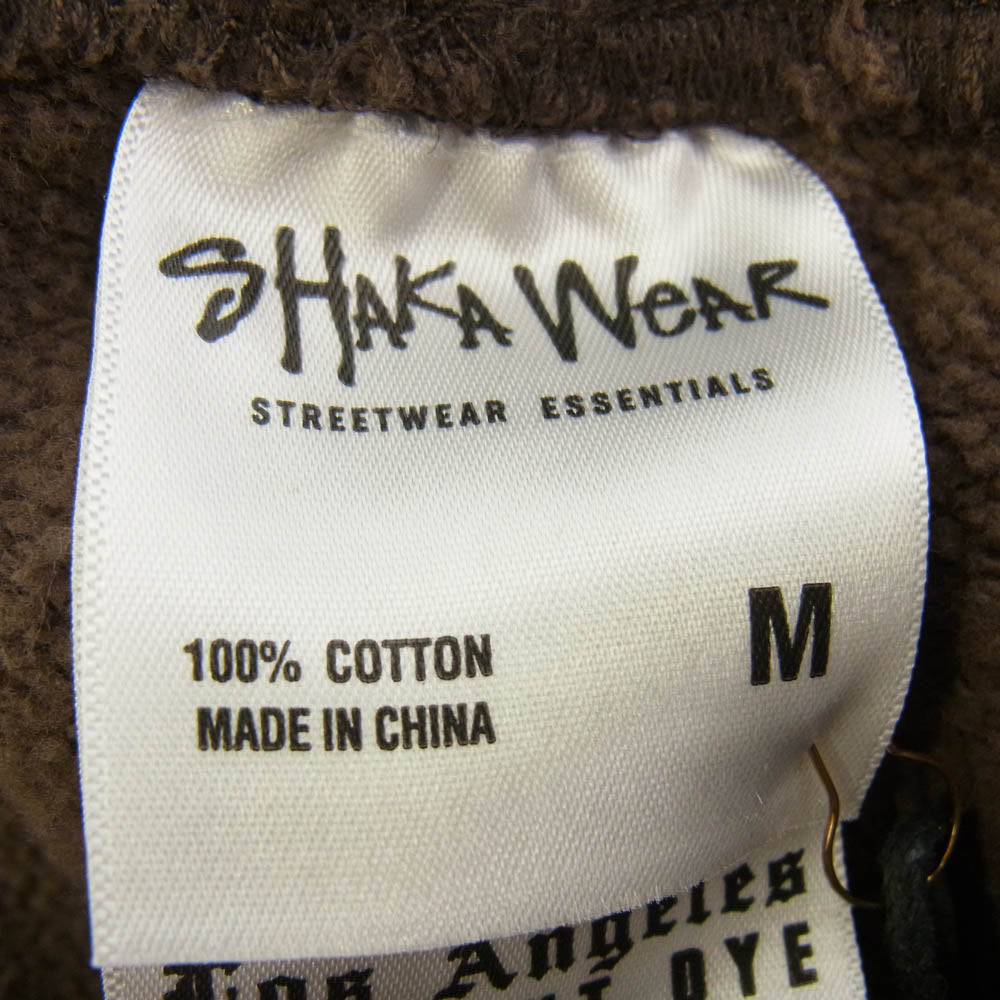 SHAKA WEAR
STREETWEAR ESSENTIALS
M
100% COTTON
MADE IN CHINA
Los Angeles
DYE